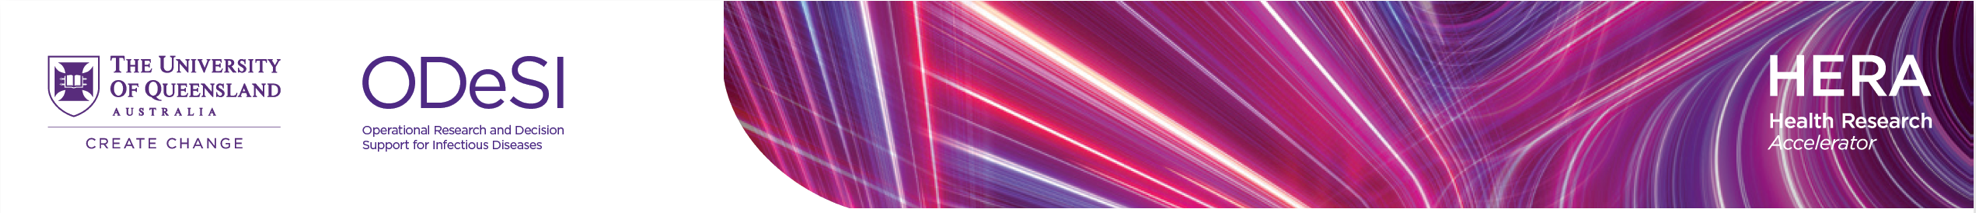 THE UNIVERSITY
OF QUEENSLAND
AUSTRALIA
CREATE CHANGE
ODeSI
Operational Research and Decision
Support for Infectious Diseases
HERA
Health Research
Accelerator